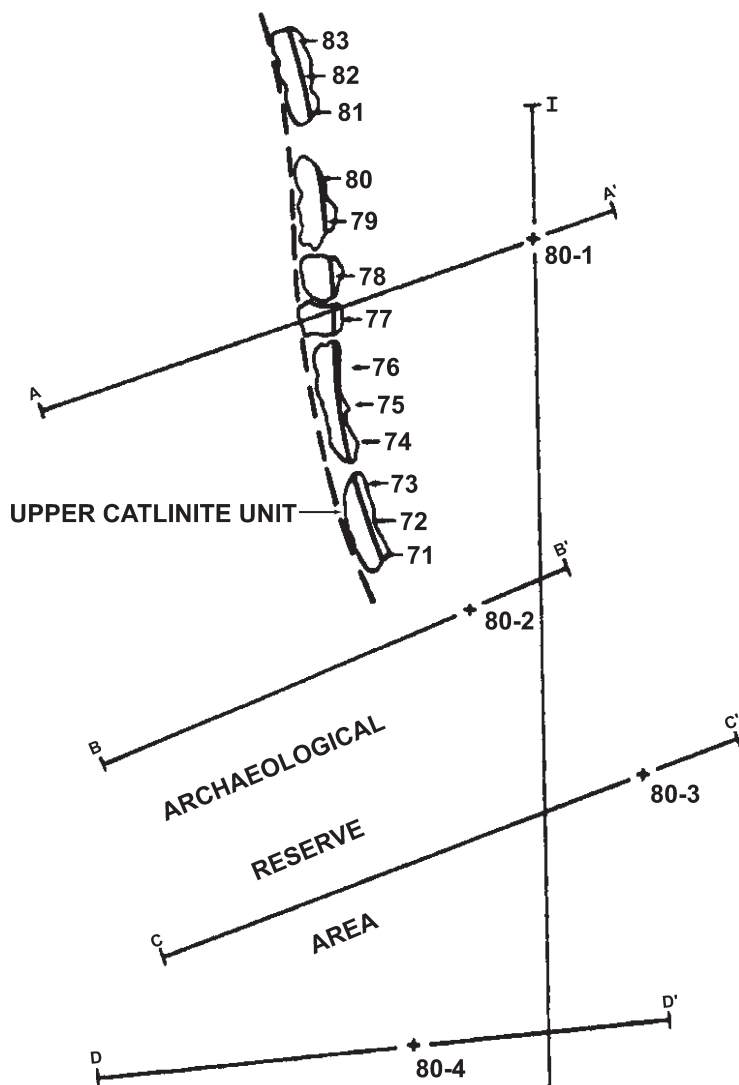 83
82
81
I
80
A'
79
80-1
78
77
76
A
75
74
73
UPPER CATLINITE UNIT
72
71
B'
80-2
B
ARCHAEOLOGICAL
C'
80-3
RESERVE
C
AREA
D'
D
80-4